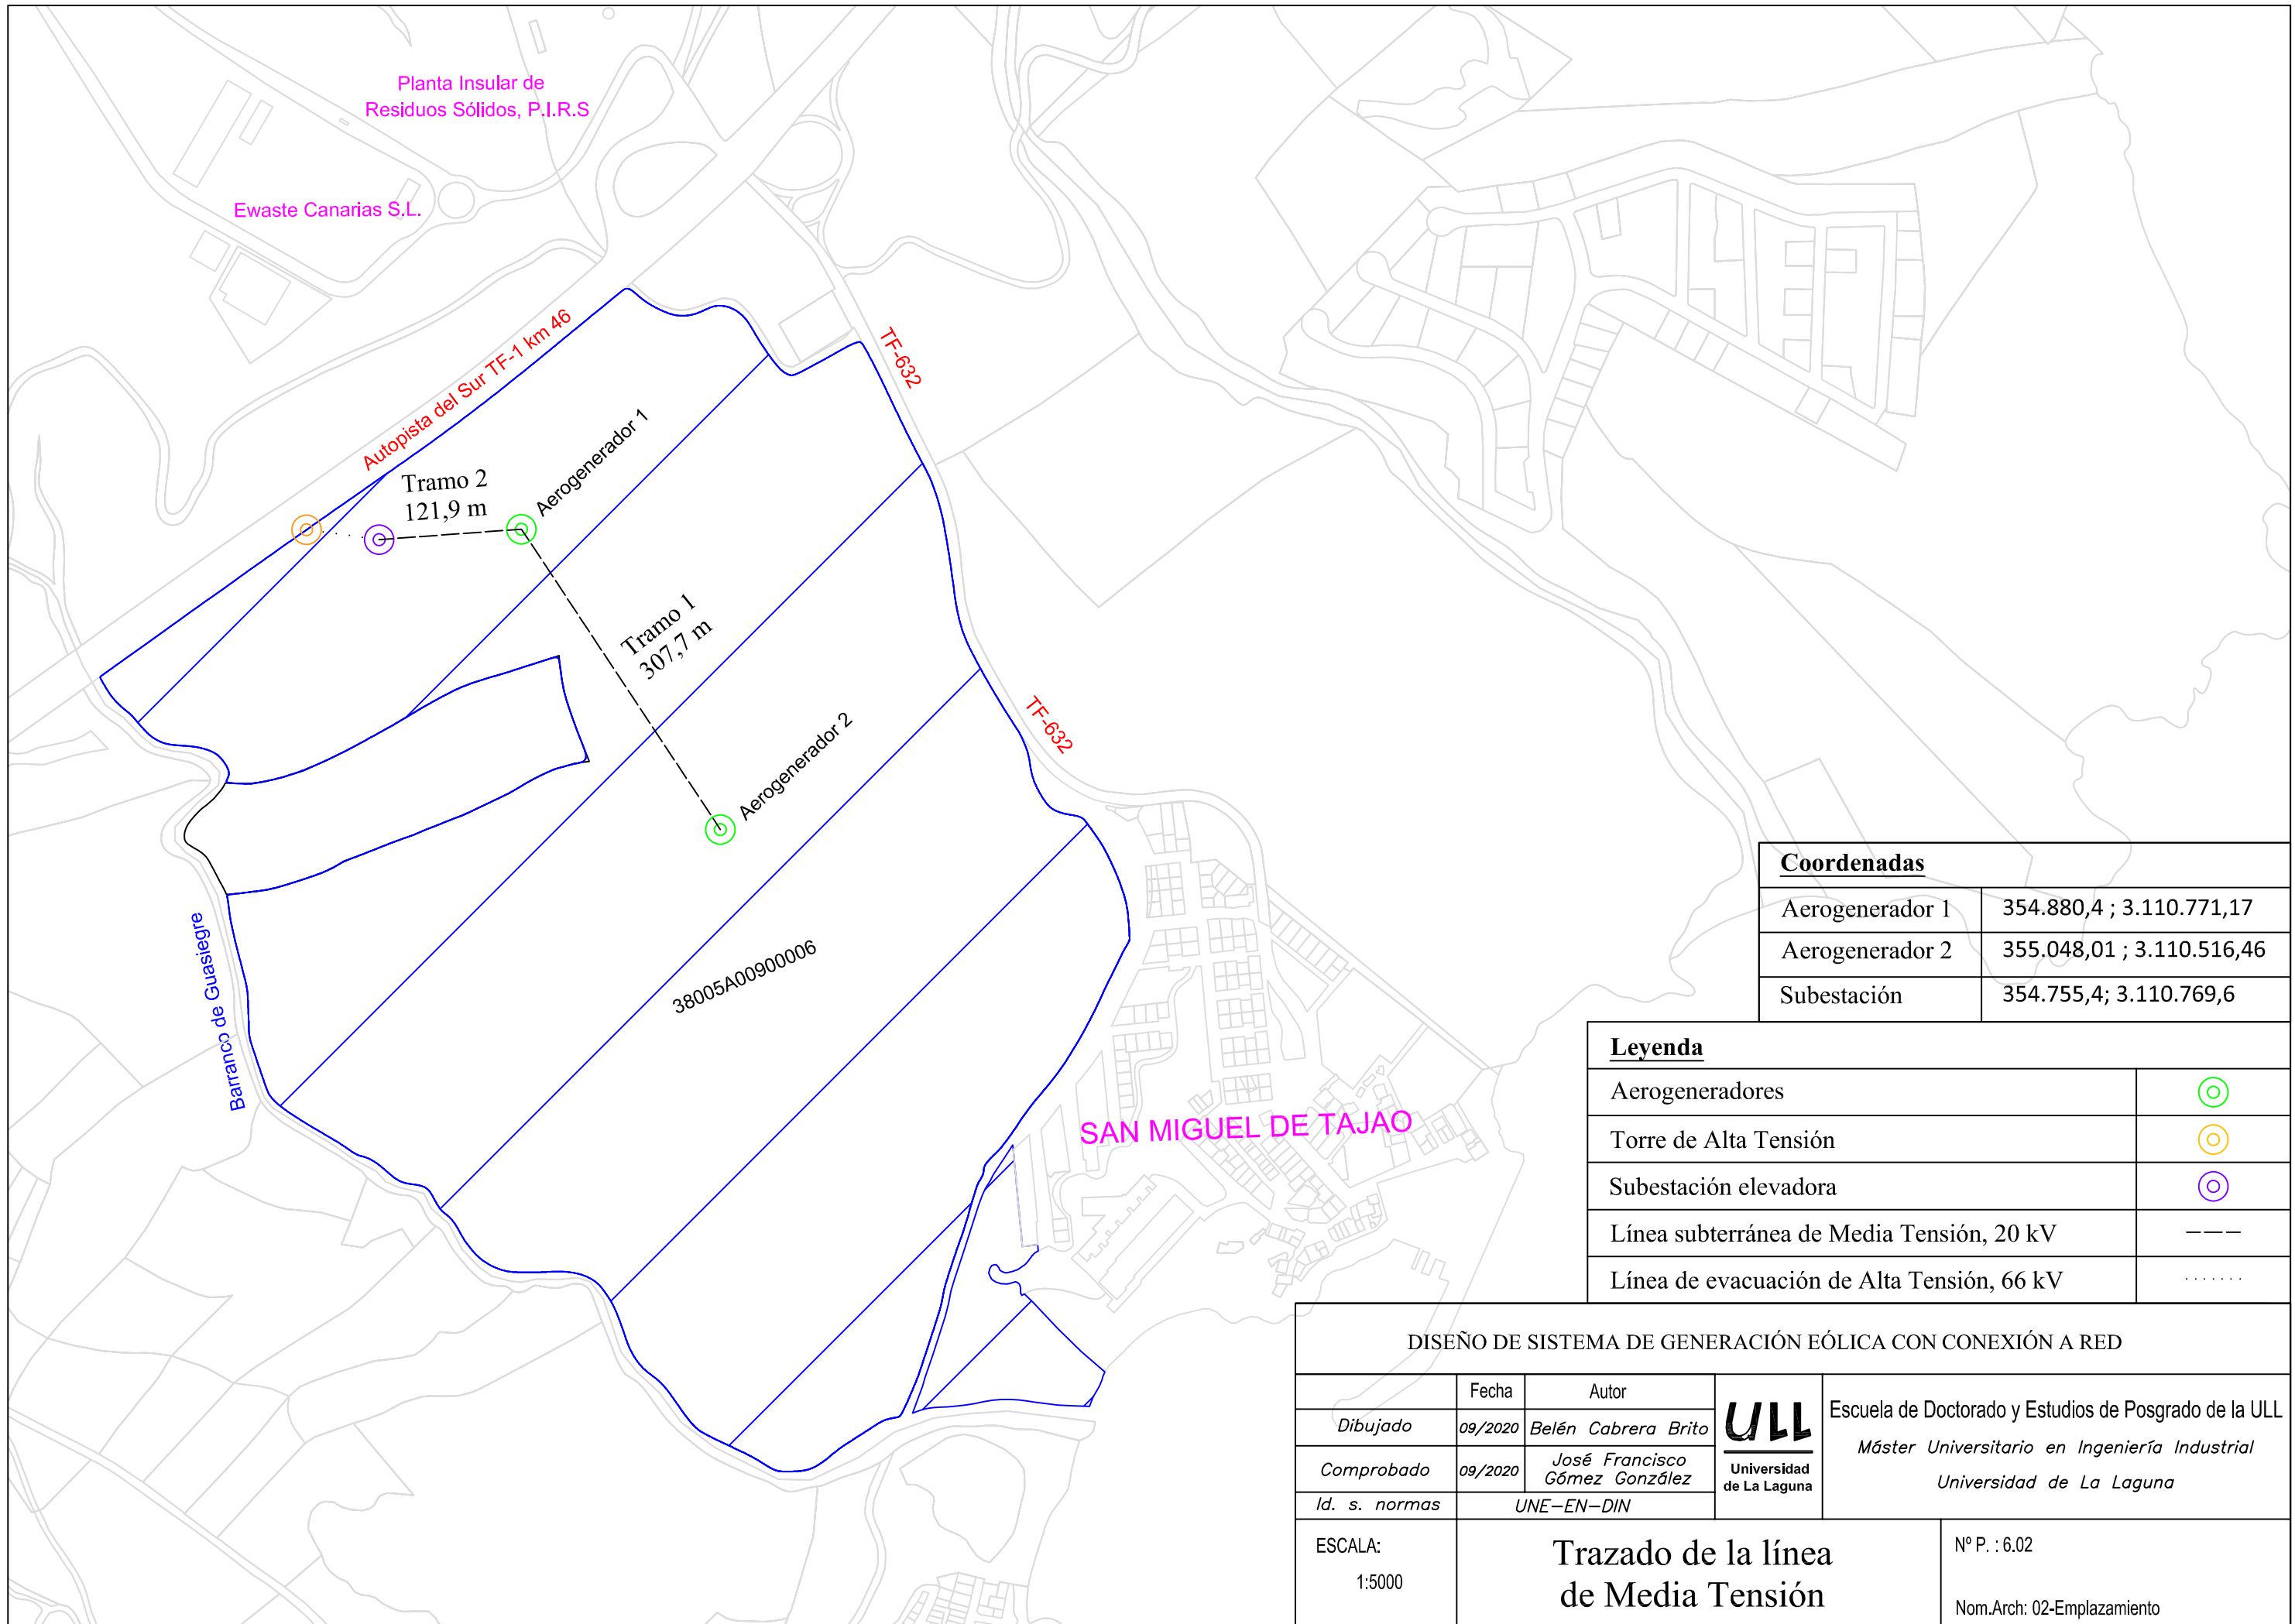 Planta Insular de
Residuos Sólidos, P.I.R.S
Ewaste Canarias S.L.
Autopista del Sur TF-1 km 46
TF-632
Tramo 2
121,9 m
Aerogenerador 1
Tramo 1
307,7 m
TF-632
Aerogenerador 2
Barranco de Guasiegre
38005A00900006
SAN MIGUEL DE TAJAO
Coordenadas
Aerogenerador 1 354.880,4 ; 3.110.771,17
Aerogenerador 2 355.048,01 ; 3.110.516,46
Subestación 354.755,4; 3.110.769,6
Leyenda
Aerogeneradores
Torre de Alta Tensión
Subestación elevadora
Línea subterránea de Media Tensión, 20 kV
Línea de evacuación de Alta Tensión, 66 kV
DISEÑO DE SISTEMA DE GENERACIÓN EÓLICA CON CONEXIÓN A RED
Fecha Autor
Dibujado 09/2020 Belén Cabrera Brito
Comprobado 09/2020 José Francisco
Gómez González
Id. s. normas UNE-EN-DIN
ULL
Universidad
de La Laguna
Escuela de Doctorado y Estudios de Posgrado de la ULL
Máster Universitario en Ingeniería Industrial
Universidad de La Laguna
ESCALA:
1:5000
Trazado de la línea
de Media Tensión
Nº P. : 6.02
Nom.Arch: 02-Emplazamiento